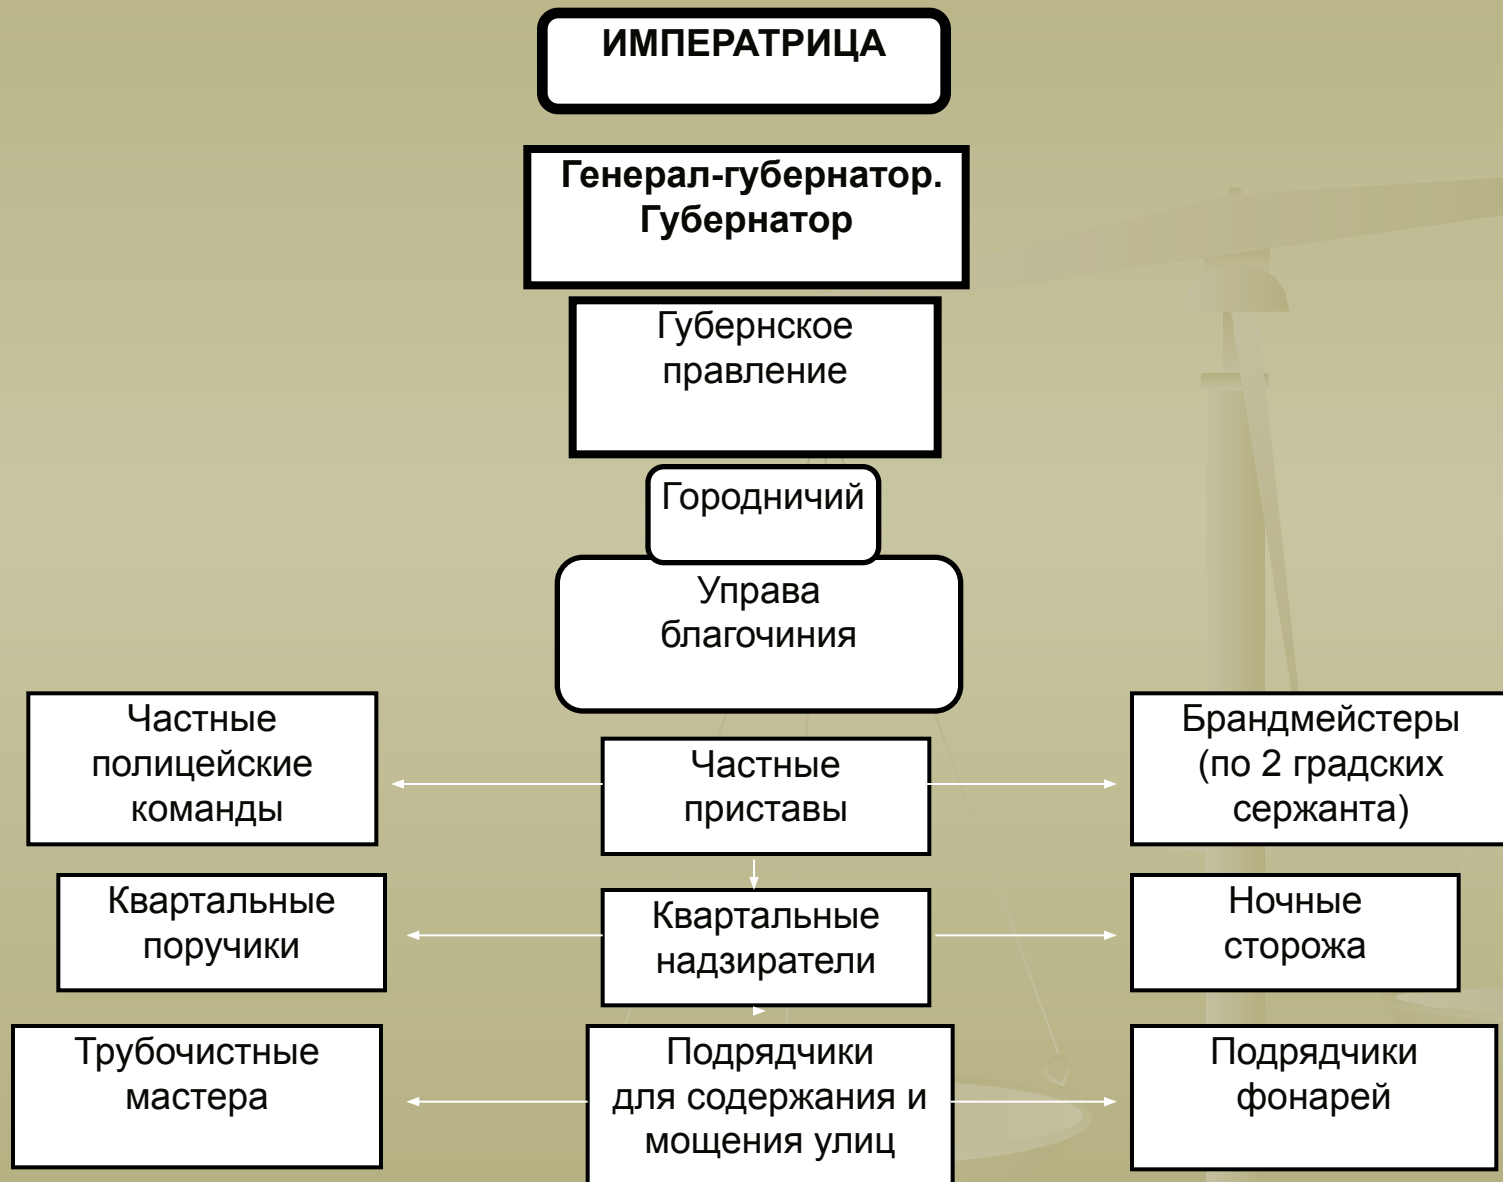 ИМПЕРАТРИЦА
Генерал-губернатор.
Губернатор
Губернское
правление
Городничий
Управа
благочиния
Частные
полицейские
команды
Частные
приставы
Брандмейстеры
(по 2 градских
сержанта)
Квартальные
поручики
Квартальные
надзиратели
Ночные
сторожа
Трубочистные
мастера
Подрядчики
для содержания и
мощения улиц
Подрядчики
фонарей